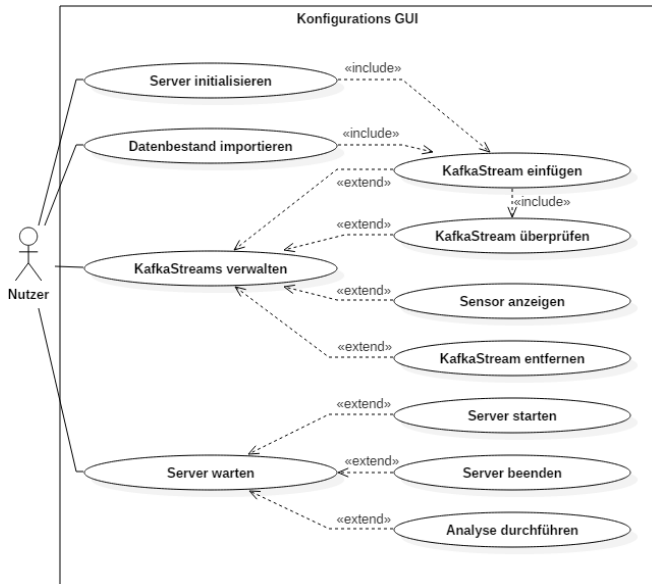 Konfigurations GUI
Server initialisieren
«include»
Datenbestand importieren
«include»
KafkaStream einfügen
«extend»
«include»
«extend»
KafkaStream überprüfen
KafkaStreams verwalten
Nutzer
«extend»
Sensor anzeigen
«extend»
KafkaStream entfernen
«extend»
Server starten
Server warten
«extend»
Server beenden
«extend»
Analyse durchführen